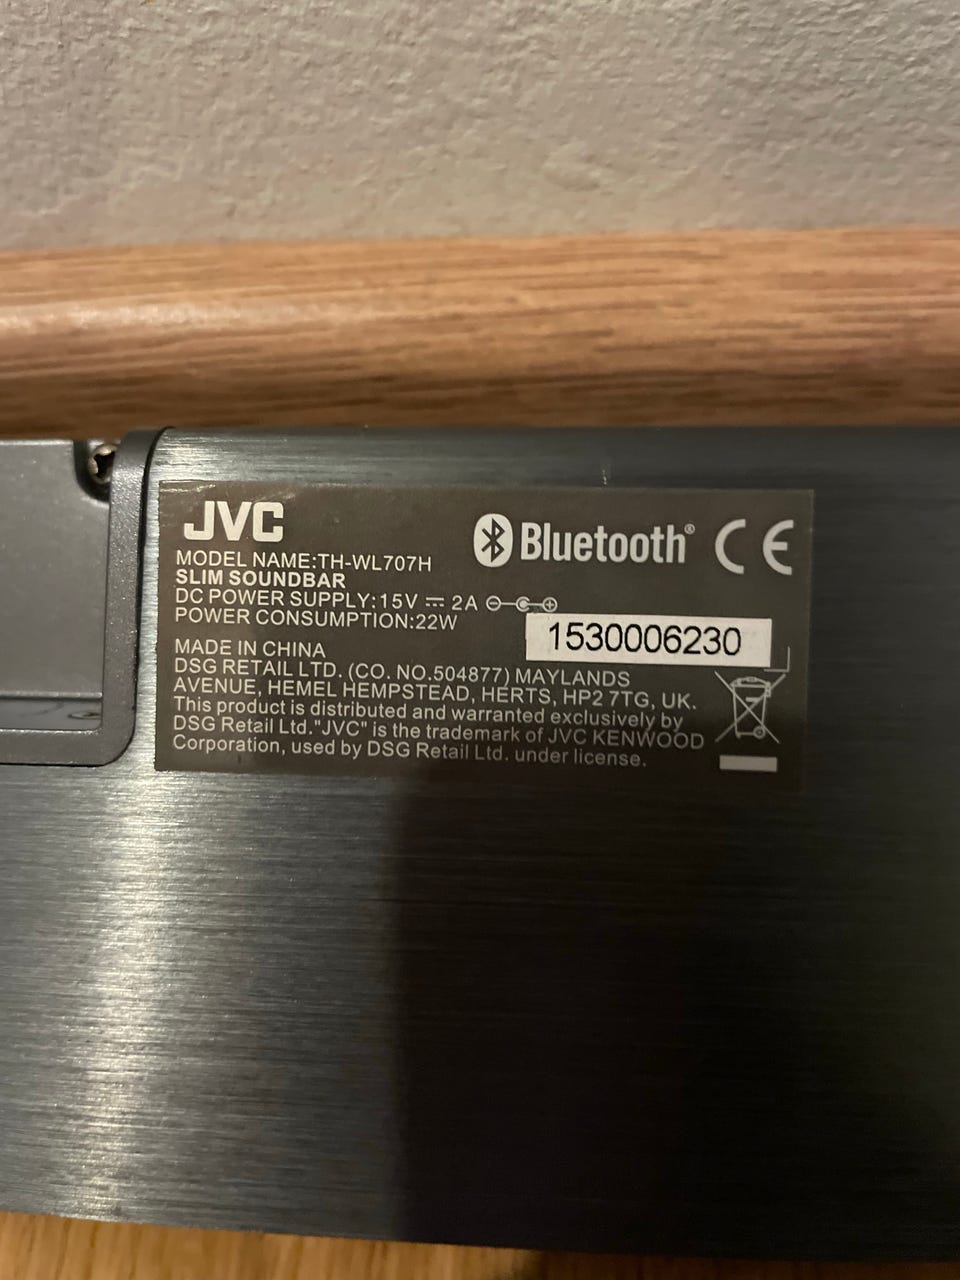 JVC
Bluetooth® CE
MODEL NAME:TH-WL707H
SLIM SOUNDBAR
DC POWER SUPPLY:15V ⎓ 2A
POWER CONSUMPTION:22W
1530006230
MADE IN CHINA
DSG RETAIL LTD. (CO. NO.504877) MAYLANDS
AVENUE, HEMEL HEMPSTEAD, HERTS, HP2 7TG, UK.
This product is distributed and warranted exclusively by
DSG Retail Ltd."JVC" is the trademark of JVC KENWOOD
Corporation, used by DSG Retail Ltd. under license.